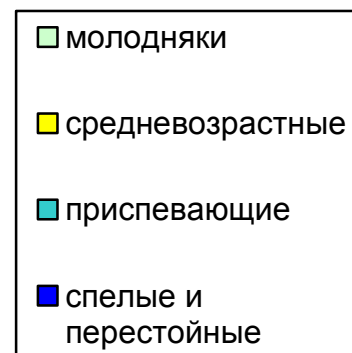 молодняки
средневозрастные
приспевающие
спелые и
перестойные